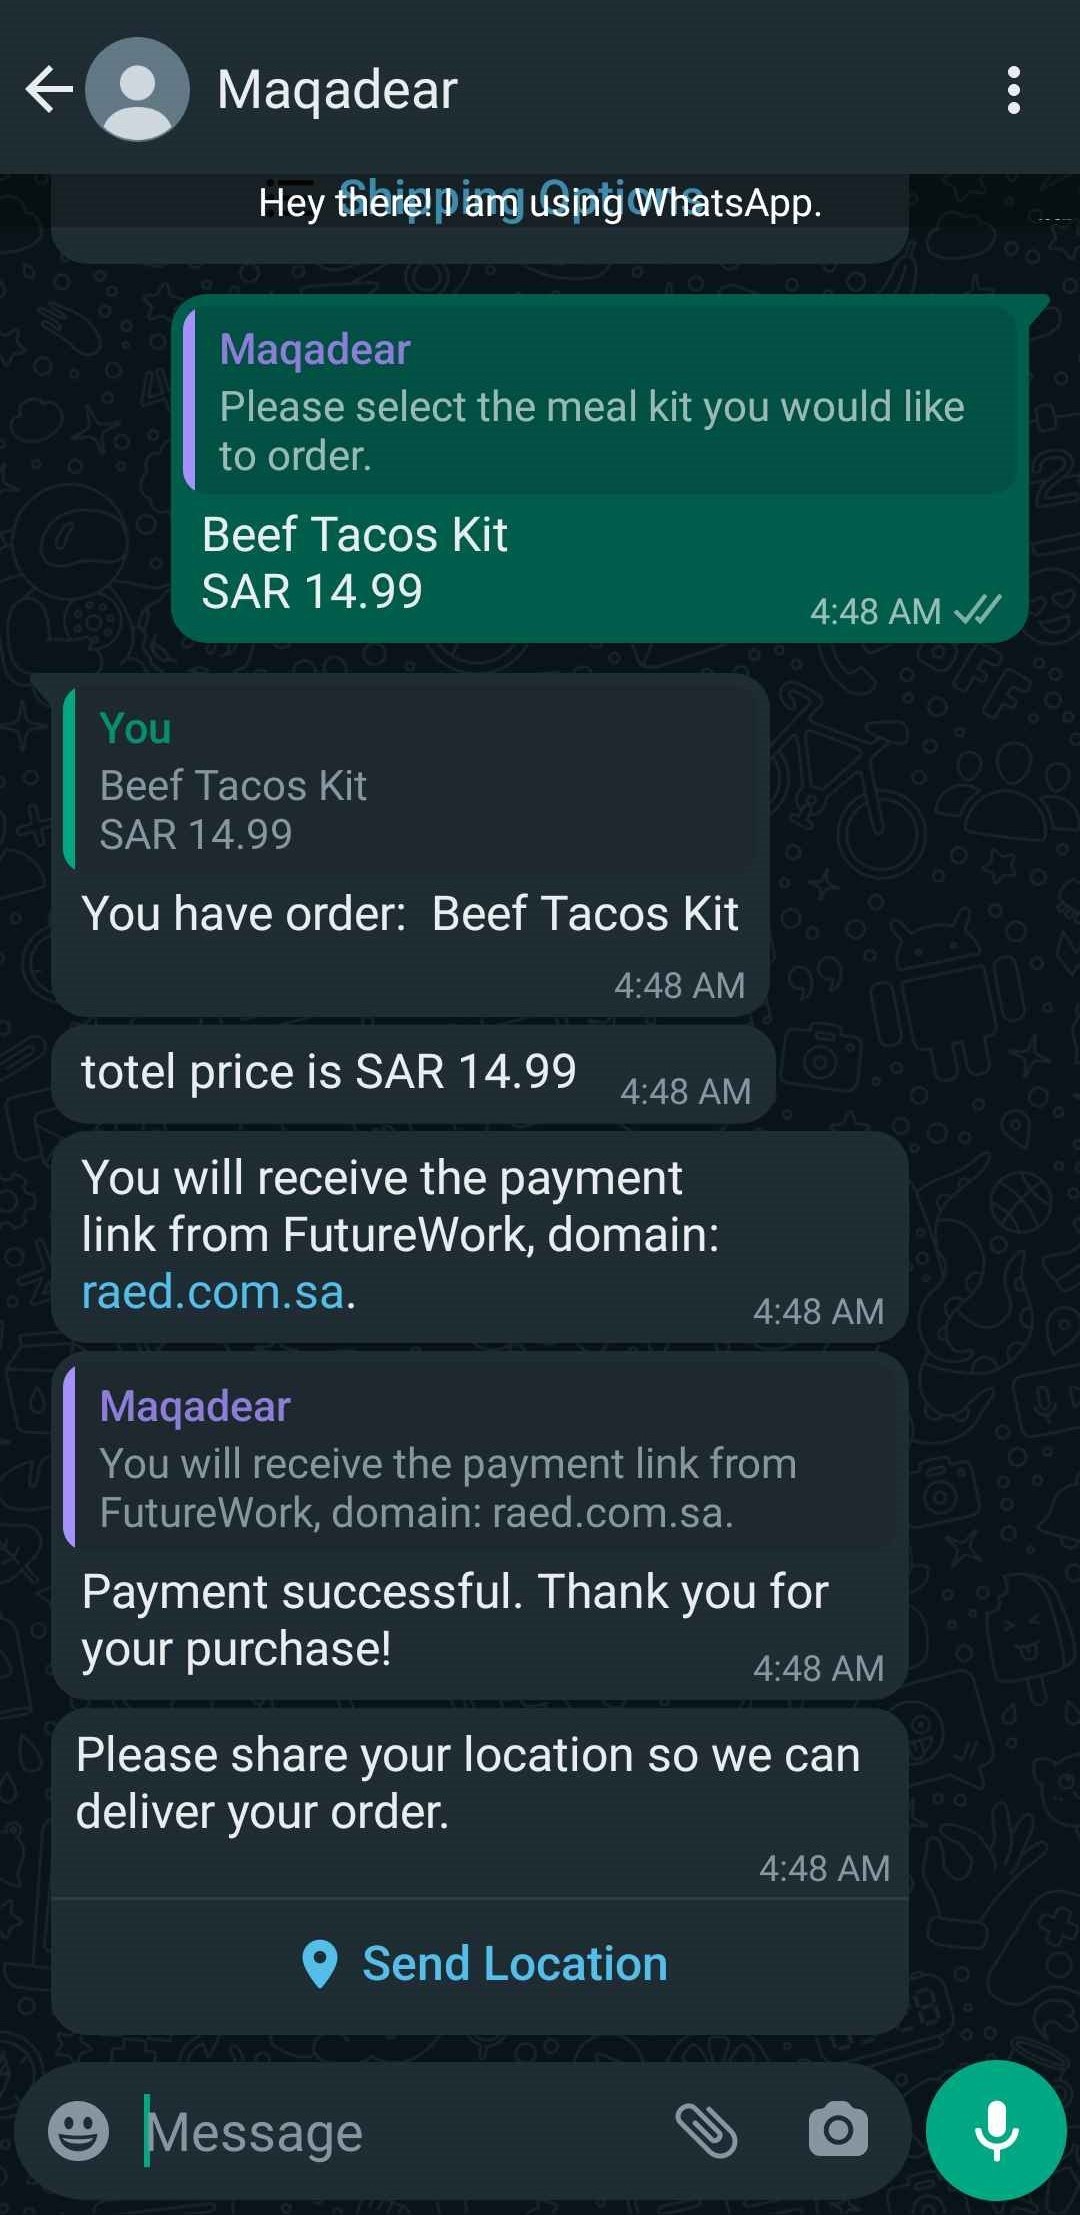 Maqadear
Shipping Options
Hey there! I am using WhatsApp.
Maqadear
Please select the meal kit you would like
to order.
Beef Tacos Kit
SAR 14.99
4:48 AM
You
Beef Tacos Kit
SAR 14.99
You have order:  Beef Tacos Kit
4:48 AM
totel price is SAR 14.99
4:48 AM
You will receive the payment
link from FutureWork, domain:
raed.com.sa.
4:48 AM
Maqadear
You will receive the payment link from
FutureWork, domain: raed.com.sa.
Payment successful. Thank you for
your purchase!
4:48 AM
Please share your location so we can
deliver your order.
4:48 AM
Send Location
Message